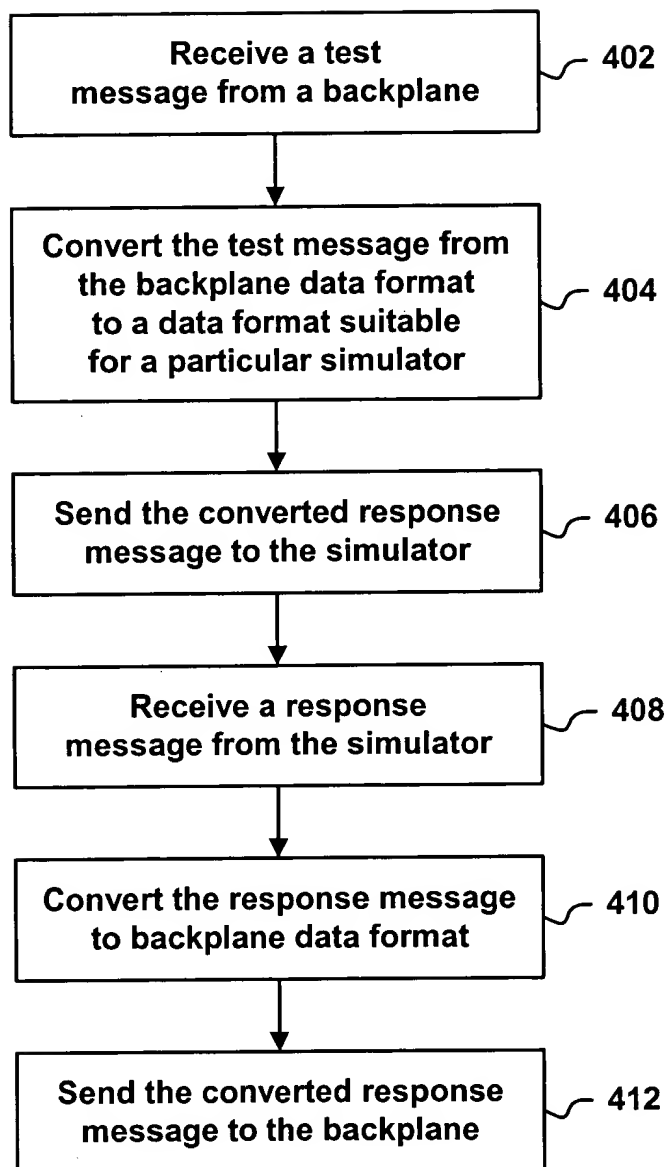 Receive a test
message from a backplane
402
Convert the test message from
the backplane data format
to a data format suitable
for a particular simulator
404
Send the converted response
message to the simulator
406
Receive a response
message from the simulator
408
Convert the response message
to backplane data format
410
Send the converted response
message to the backplane
412